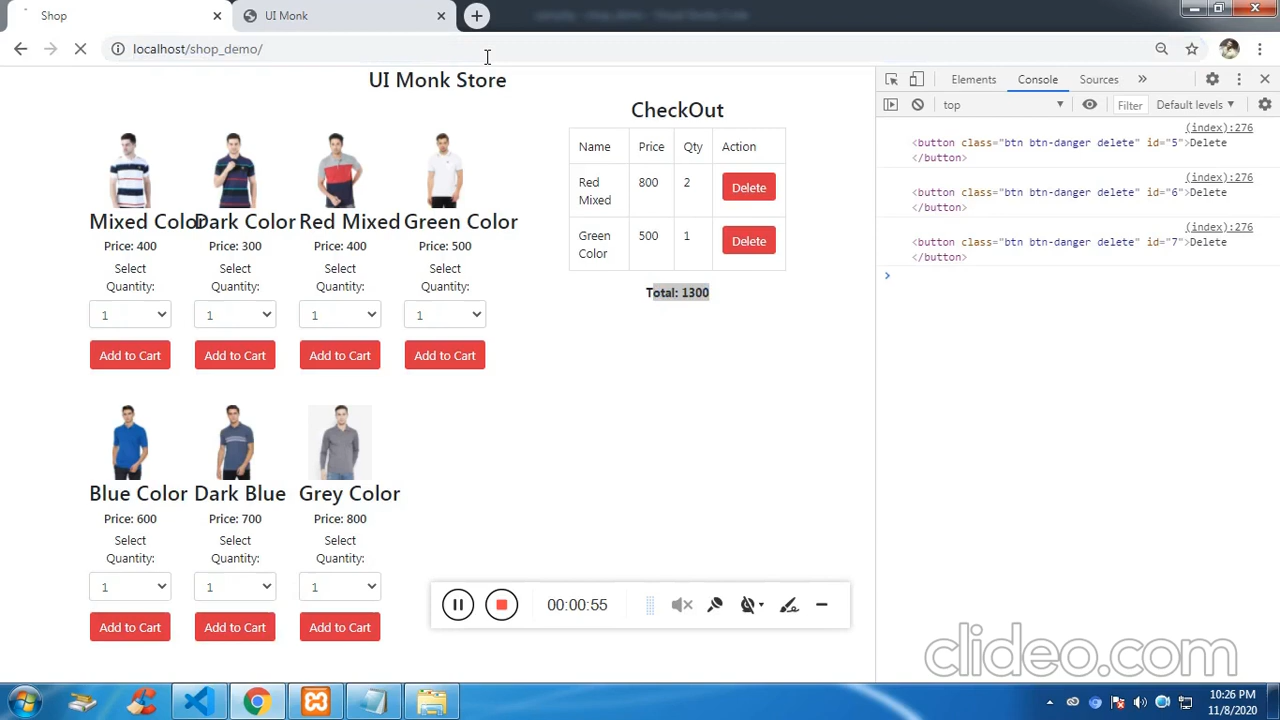 Shop
UI Monk
localhost/shop_demo/
UI Monk Store
Mixed Color
Price: 400
Select
Quantity:
1
Add to Cart
Dark Color
Price: 300
Select
Quantity:
1
Add to Cart
Red Mixed
Price: 400
Select
Quantity:
1
Add to Cart
Green Color
Price: 500
Select
Quantity:
1
Add to Cart
Blue Color
Price: 600
Select
Quantity:
1
Add to Cart
Dark Blue
Price: 700
Select
Quantity:
1
Add to Cart
Grey Color
Price: 800
Select
Quantity:
1
Add to Cart
CheckOut
Name Price Qty Action
Red
Mixed
800 2 Delete
Green
Color
500 1 Delete
Total: 1300
Elements Console Sources
top Filter Default levels
(index):276
<button class="btn btn-danger delete" id="5">Delete
</button>
(index):276
<button class="btn btn-danger delete" id="6">Delete
</button>
(index):276
<button class="btn btn-danger delete" id="7">Delete
</button>
00:00:55
clideo.com
10:26 PM
11/8/2020